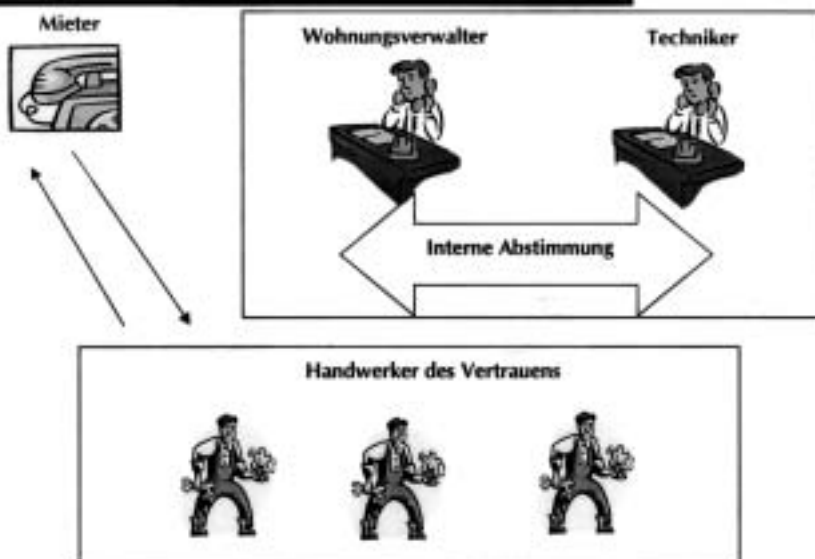 Mieter
Wohnungsverwalter
Techniker
Interne Abstimmung
Handwerker des Vertrauens